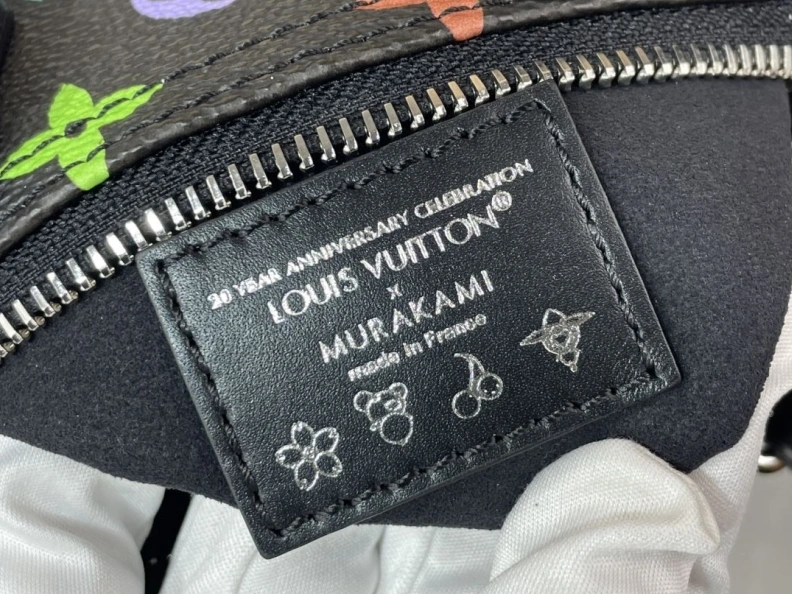 20 YEAR ANNIVERSARY CELEBRATION
LOUIS VUITTON®
x
MURAKAMI
made in France